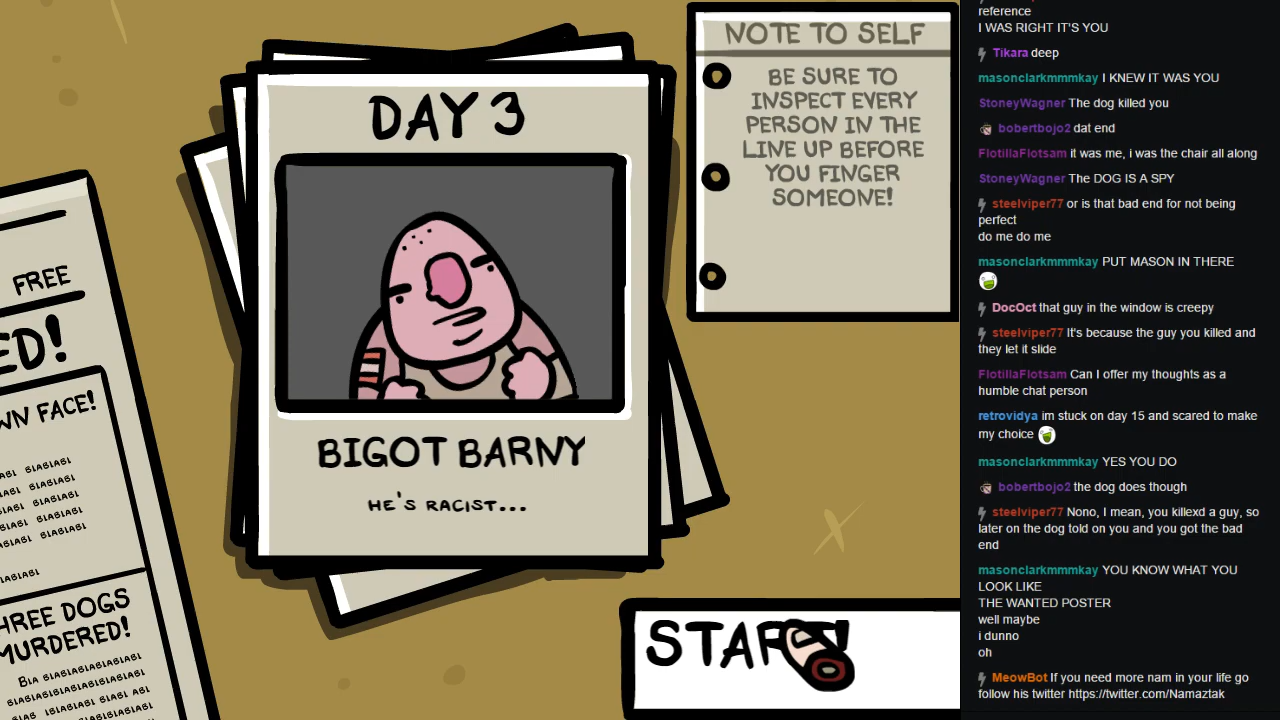 FREE
ED!
WN FACE!
BLABLABL
HREE DOGS
MURDERED!
DAY 3
BIGOT BARNY
HE'S RACIST...
NOTE TO SELF
BE SURE TO
INSPECT EVERY
PERSON IN THE
LINE UP BEFORE
YOU FINGER
SOMEONE!
START!
reference
I WAS RIGHT IT'S YOU
Tikara deep
masonclarkmmmkay I KNEW IT WAS YOU
StoneyWagner The dog killed you
bobertbojo2 dat end
FlotillaFlotsam it was me, i was the chair all along
StoneyWagner The DOG IS A SPY
steelviper77 or is that bad end for not being
perfect
do me do me
masonclarkmmmkay PUT MASON IN THERE
DocOct that guy in the window is creepy
steelviper77 It's because the guy you killed and
they let it slide
FlotillaFlotsam Can I offer my thoughts as a
humble chat person
retrovidya im stuck on day 15 and scared to make
my choice
masonclarkmmmkay YES YOU DO
bobertbojo2 the dog does though
steelviper77 Nono, I mean, you killexd a guy, so
later on the dog told on you and you got the bad
end
masonclarkmmmkay YOU KNOW WHAT YOU
LOOK LIKE
THE WANTED POSTER
well maybe
i dunno
oh
MeowBot If you need more nam in your life go
follow his twitter https://twitter.com/Namaztak